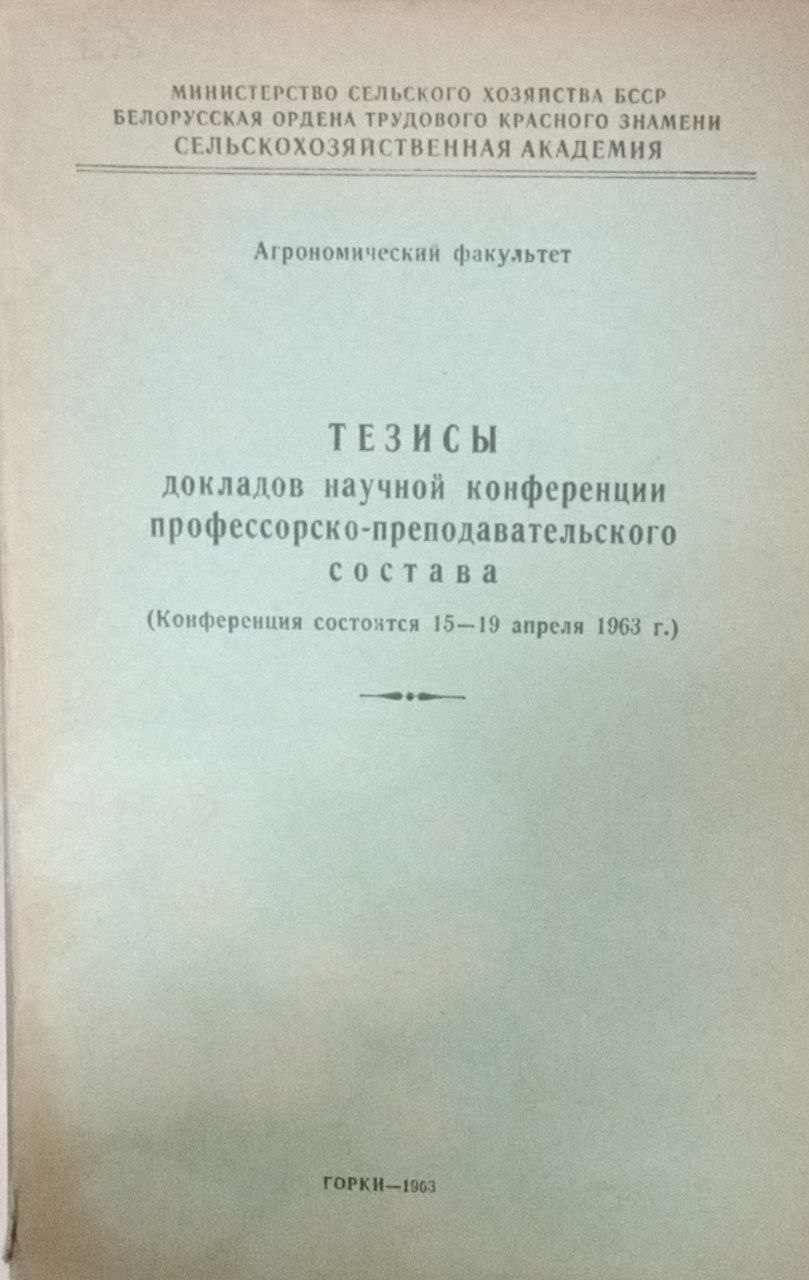 МИНИСТЕРСТВО СЕЛЬСКОГО ХОЗЯЙСТВА БССР
БЕЛОРУССКАЯ ОРДЕНА ТРУДОВОГО КРАСНОГО ЗНАМЕНИ
СЕЛЬСКОХОЗЯЙСТВЕННАЯ АКАДЕМИЯ
Агрономический факультет
ТЕЗИСЫ
докладов научной конференции
профессорско-преподавательского
состава
(Конференция состоится 15—19 апреля 1963 г.)
ГОРКИ—1963